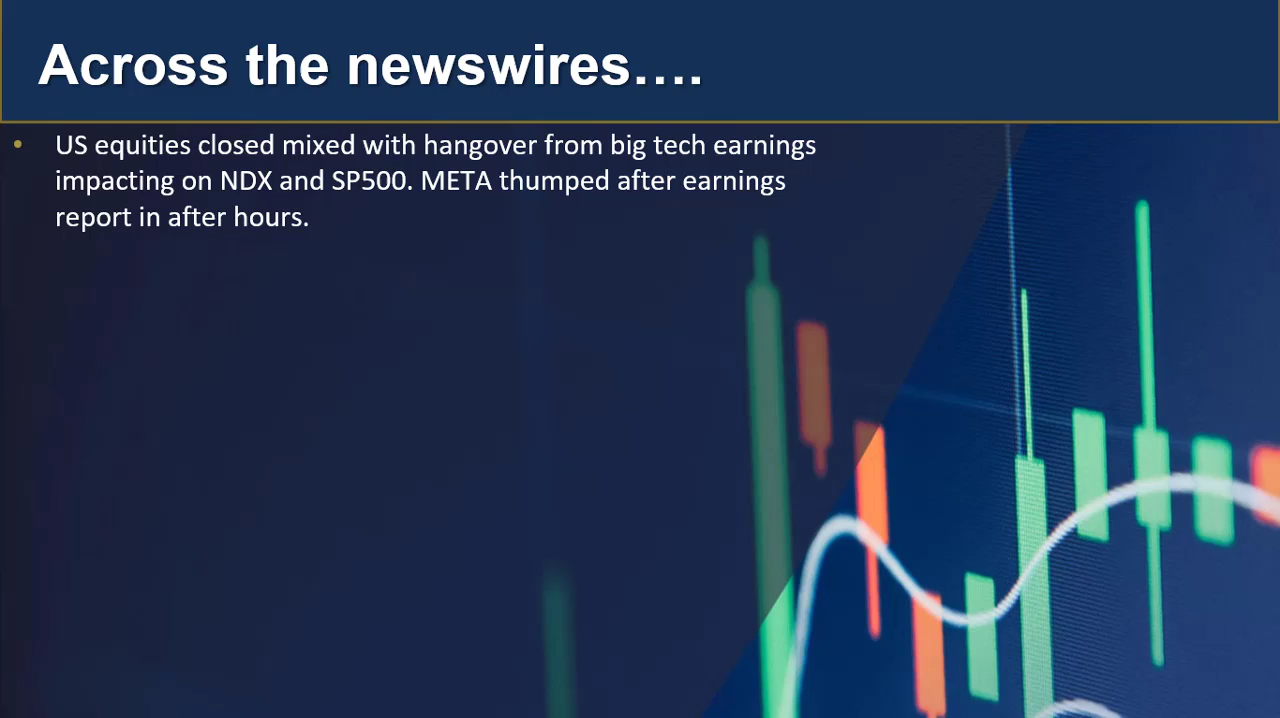 Across the newswires….
• US equities closed mixed with hangover from big tech earnings
impacting on NDX and SP500. META thumped after earnings
report in after hours.